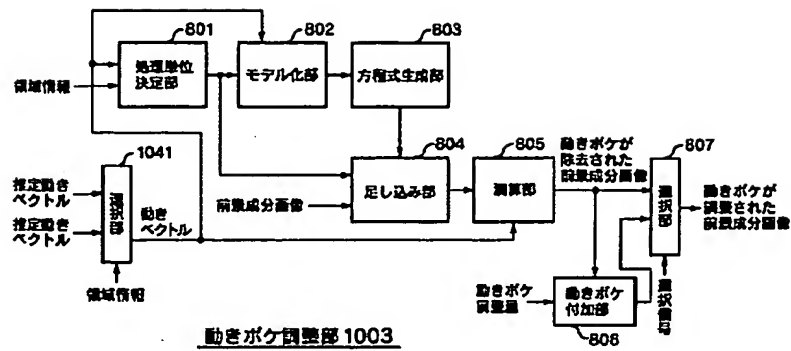 801
処理単位
決定部
802
モデル化部
803
方程式生成部
領域情報
1041
推定動き
ベクトル
推定動き
ベクトル
選択部
動き
ベクトル
領域情報
804
足し込み部
前景成分画像
805
演算部
動きボケが
除去された
前景成分画像
807
選択部
動きボケが
調整された
前景成分画像
動きボケ
調整量
動きボケ
付加部
806
選択信号
動きボケ調整部 1003